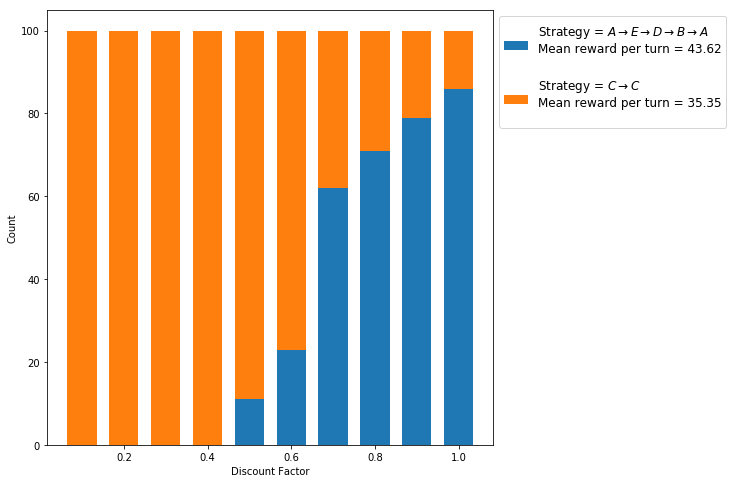 100
80
60
40
20
0
Count
0.2 0.4 0.6 0.8 1.0
Discount Factor
Strategy = A→E→D→B→A
Mean reward per turn = 43.62
Strategy = C→C
Mean reward per turn = 35.35